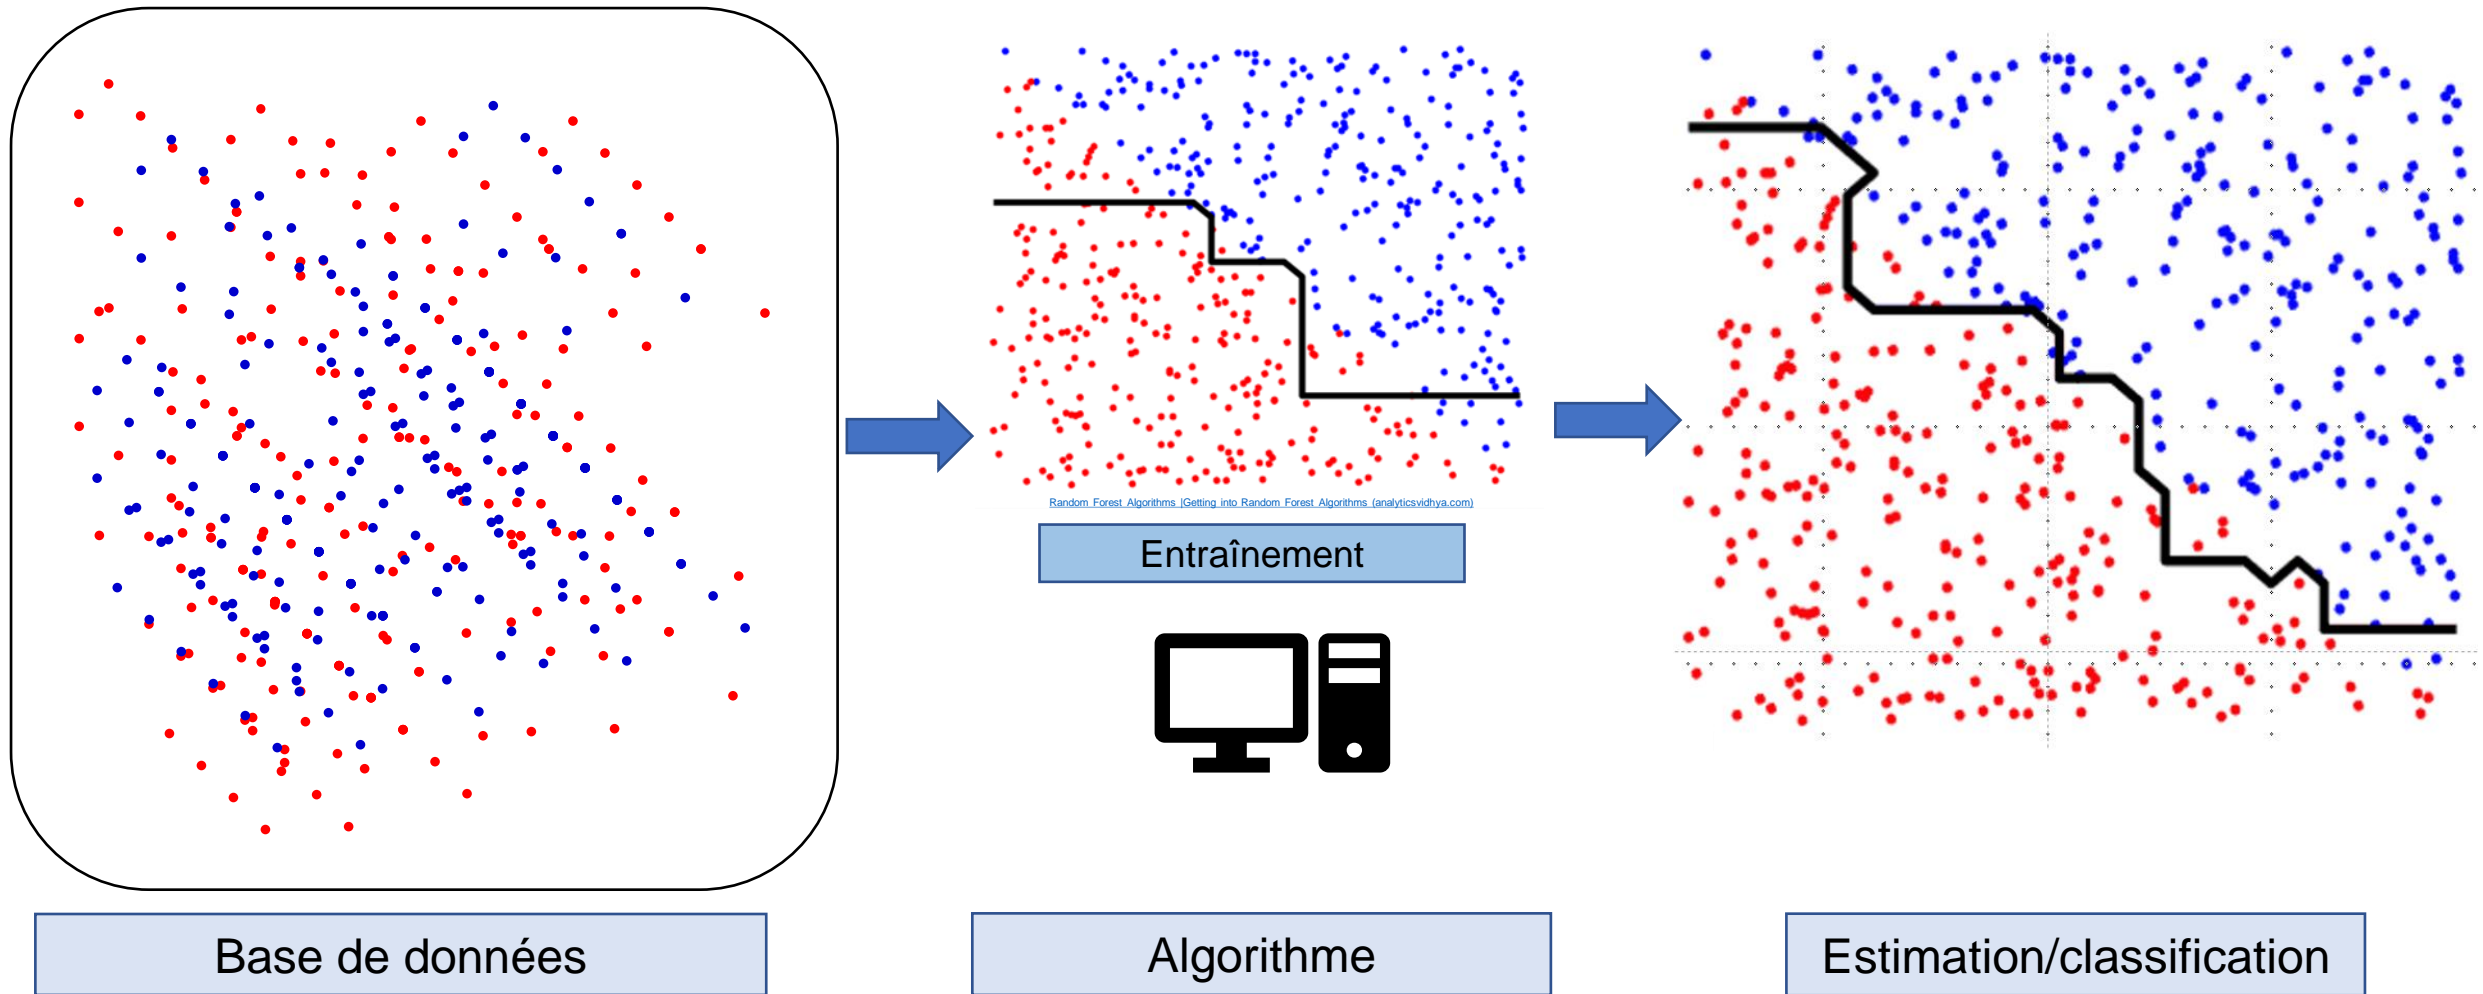 Random Forest Algorithms |Getting into Random Forest Algorithms (analyticsvidhya.com)
Entraînement
Base de données
Algorithme
Estimation/classification